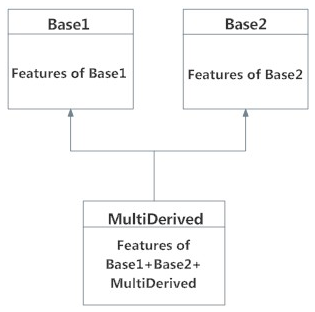 Base1
Features of Base1
Base2
Features of Base2
MultiDerived
Features of
Base1+Base2+
MultiDerived